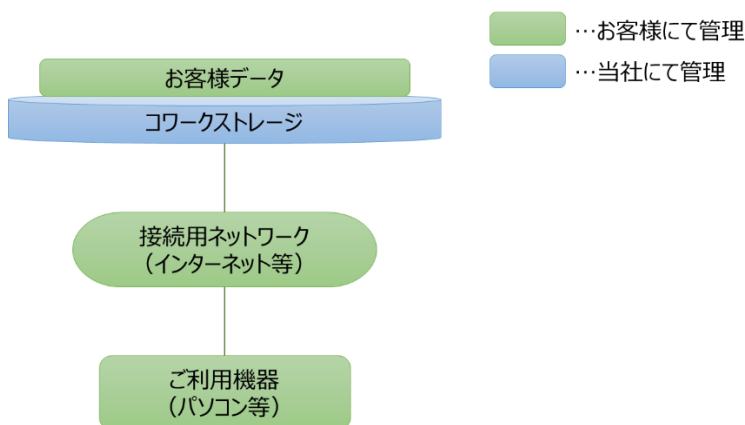 …お客様にて管理
…当社にて管理
お客様データ
コワークストレージ
接続用ネットワーク
（インターネット等）
ご利用機器
（パソコン等）